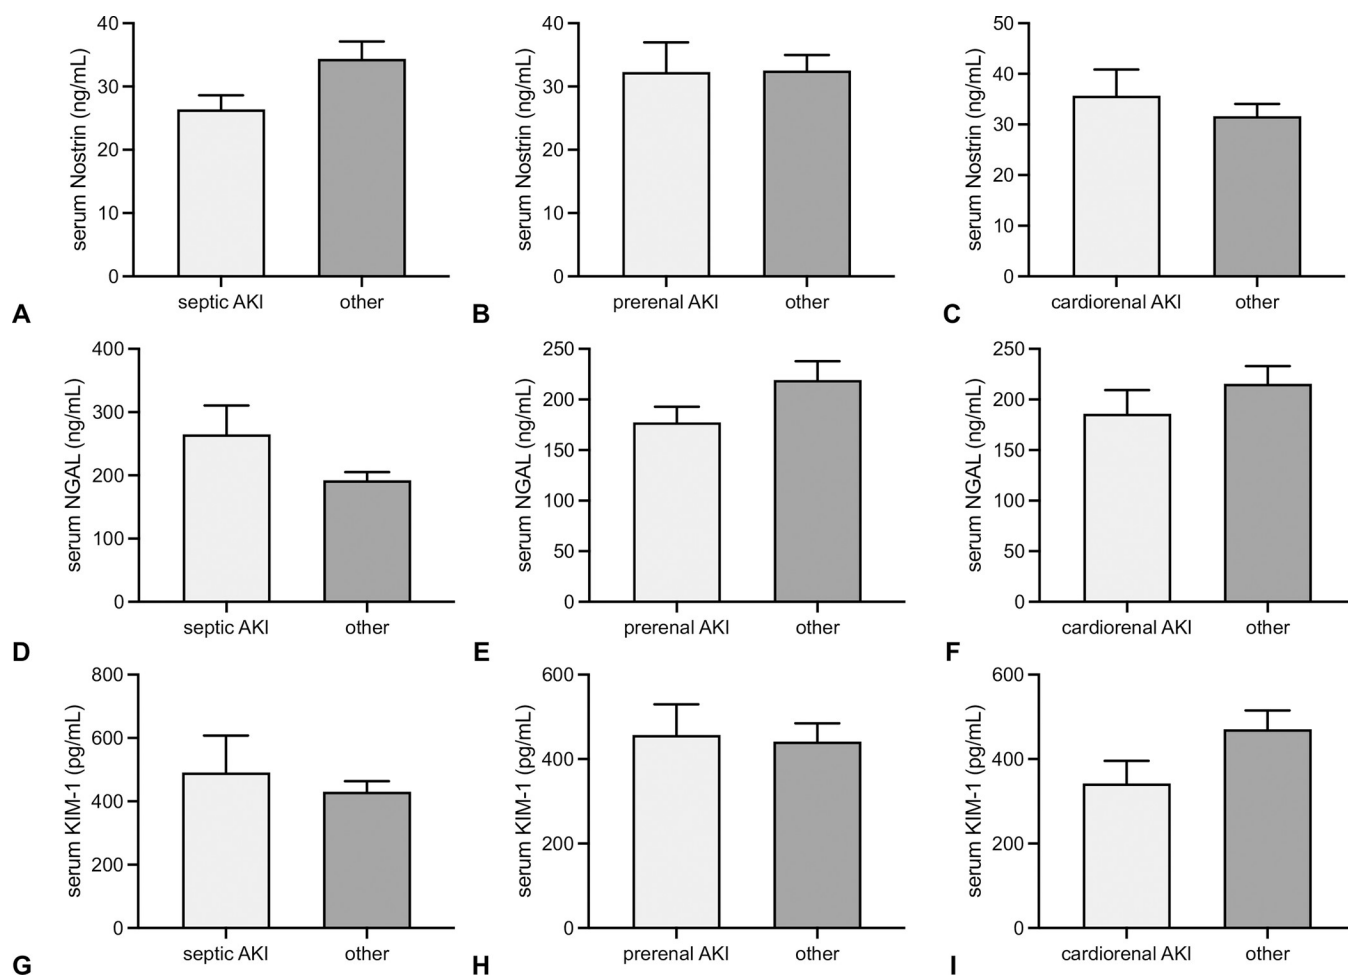 40
30
20
10
0
serum Nostrin (ng/mL)
septic AKI
other
A
40
30
20
10
0
serum Nostrin (ng/mL)
prerenal AKI
other
B
50
40
30
20
10
0
serum Nostrin (ng/mL)
cardiorenal AKI
other
C
400
300
200
100
0
serum NGAL (ng/mL)
septic AKI
other
D
250
200
150
100
50
0
serum NGAL (ng/mL)
prerenal AKI
other
E
250
200
150
100
50
0
serum NGAL (ng/mL)
cardiorenal AKI
other
F
800
600
400
200
0
serum KIM-1 (pg/mL)
septic AKI
other
G
600
400
200
0
serum KIM-1 (pg/mL)
prerenal AKI
other
H
600
400
200
0
serum KIM-1 (pg/mL)
cardiorenal AKI
other
I